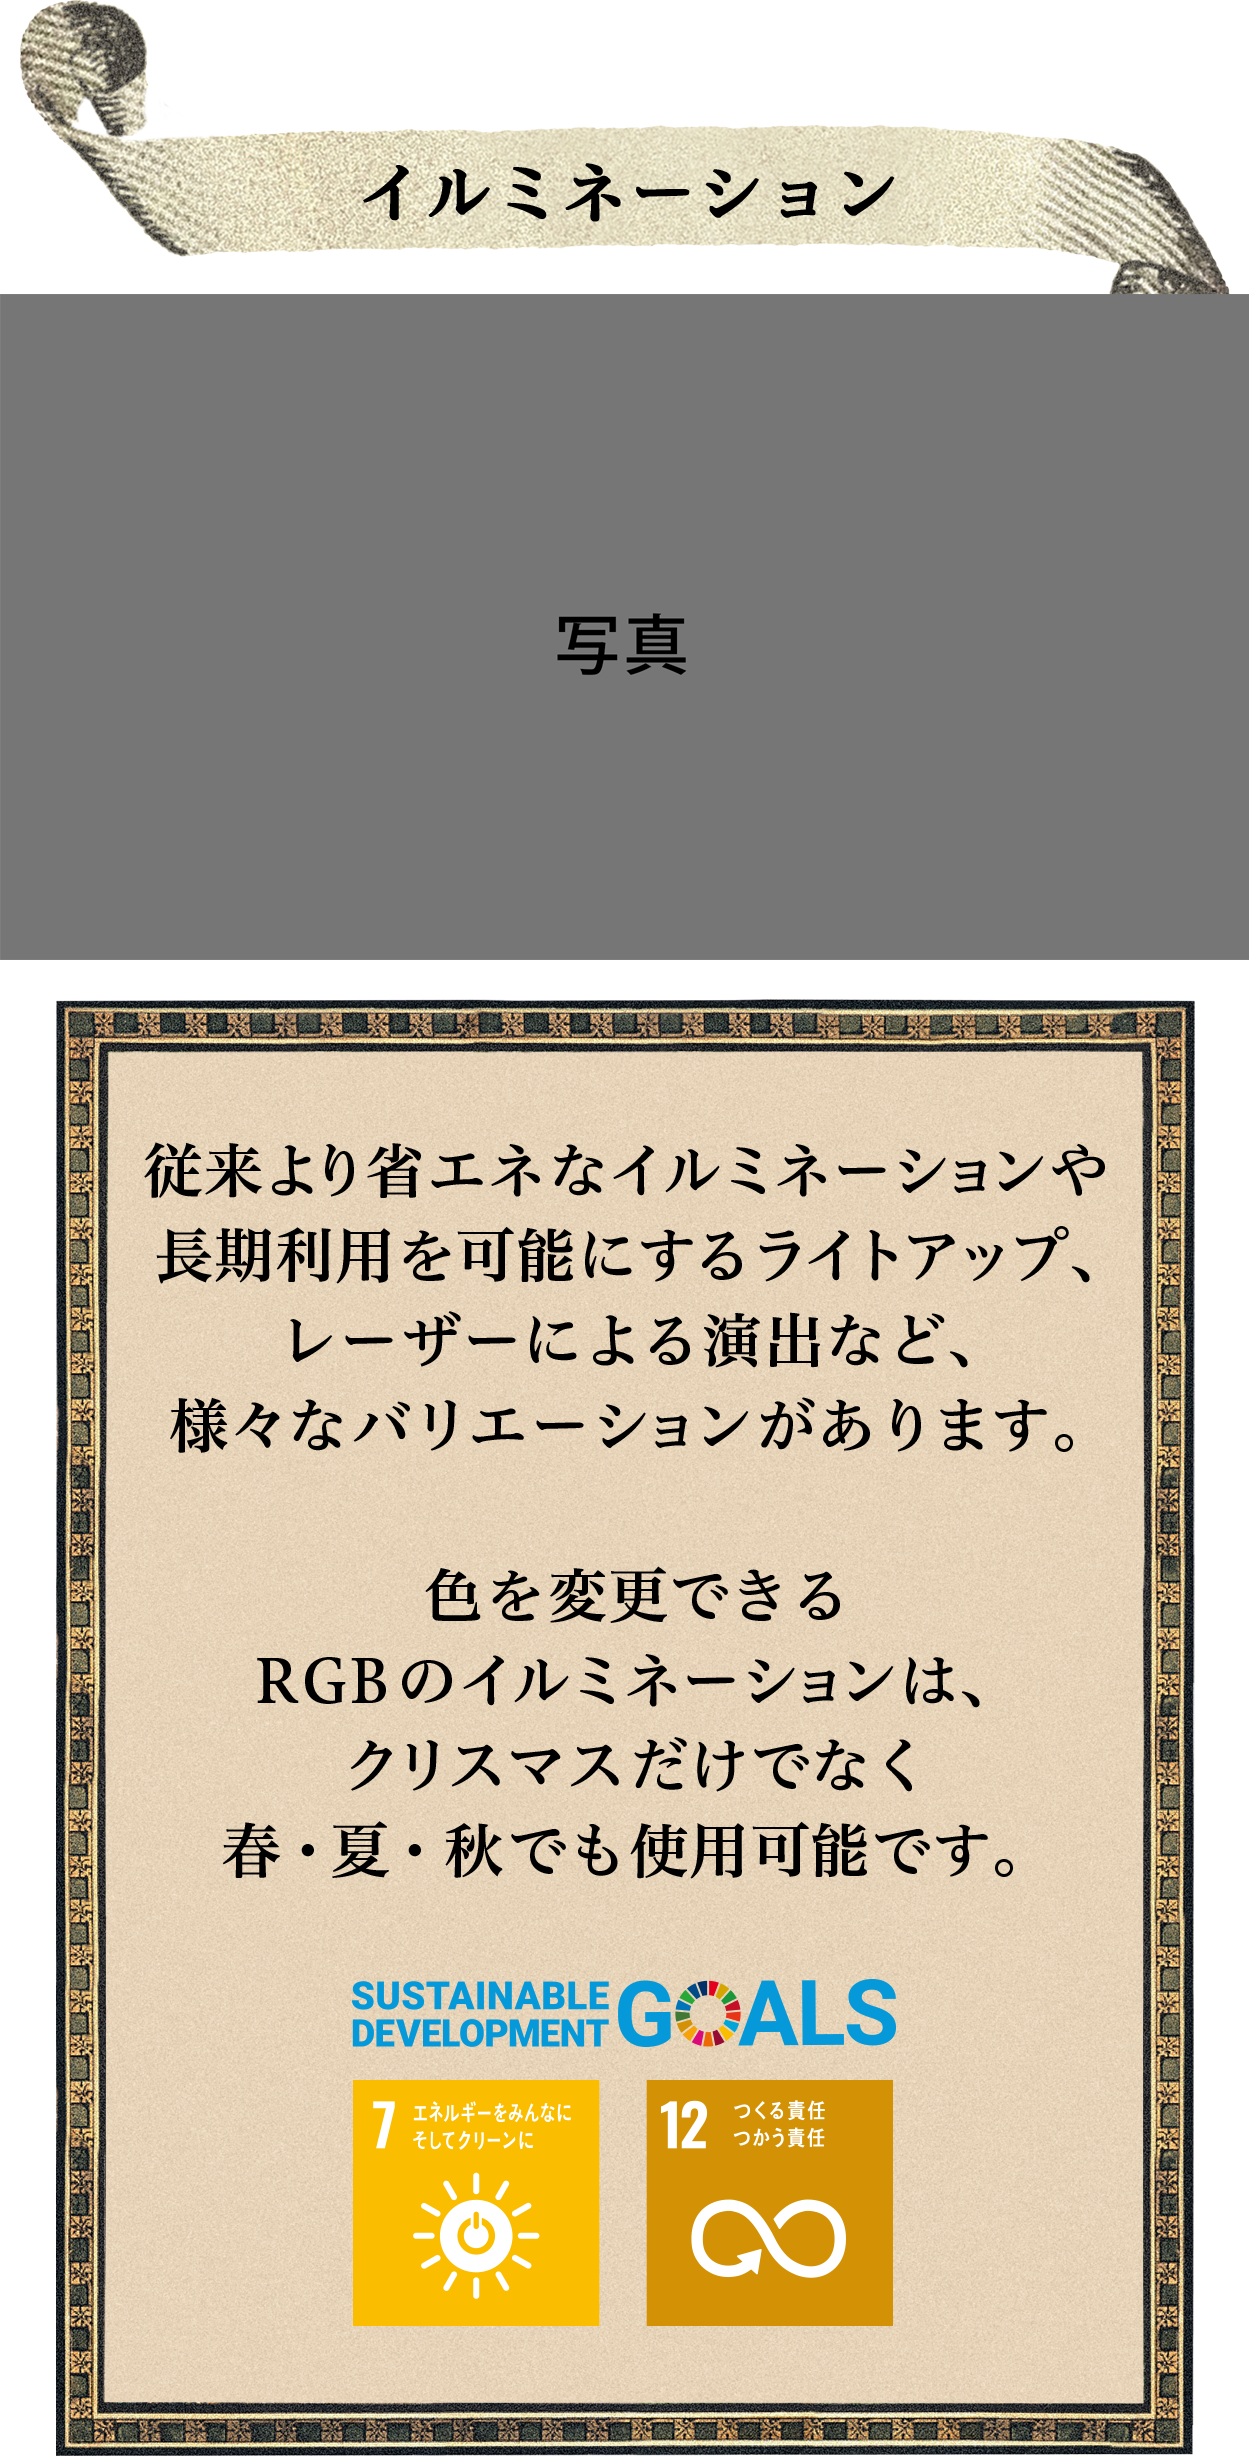 イルミネーション
写真
従来より省エネなイルミネーションや
長期利用を可能にするライトアップ、
レーザーによる演出など、
様々なバリエーションがあります。
色を変更できる
RGBのイルミネーションは、
クリスマスだけでなく
春・夏・秋でも使用可能です。
SUSTAINABLE
DEVELOPMENT
GOALS
7 エネルギーをみんなに
そしてクリーンに
12 つくる責任
つかう責任